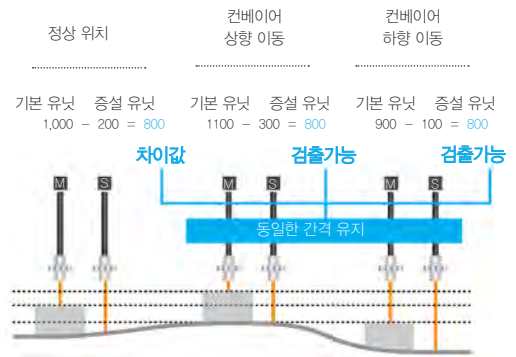 정상 위치
컨베이어
상향 이동
컨베이어
하향 이동
기본 유닛 증설 유닛
1,000 - 200 = 800
기본 유닛 증설 유닛
1100 - 300 = 800
기본 유닛 증설 유닛
900 - 100 = 800
차이값
검출가능
검출가능
M S
M S
M S
동일한 간격 유지